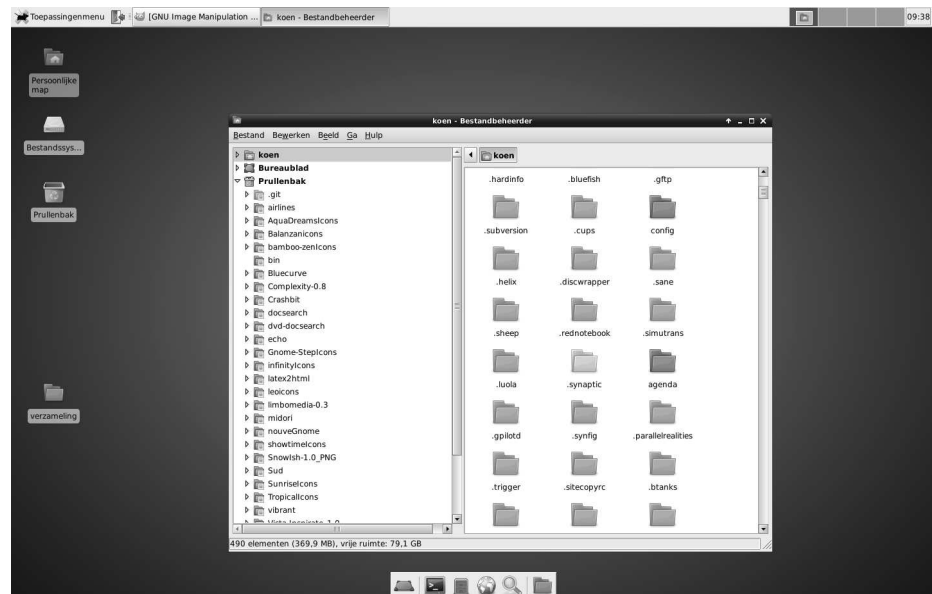 Toepassingenmenu
[GNU Image Manipulation ...
koen - Bestandbeheerder
09:38
Persoonlijke
map
Bestandssys...
Prullenbak
verzameling
koen - Bestandbeheerder
Bestand Bewerken Beeld Ga Hulp
koen
Bureaublad
Prullenbak
.git
airlines
AquaDreamsIcons
Balanzanicons
bamboo-zenIcons
bin
Bluecurve
Complexity-0.8
Crashbit
docsearch
dvd-docsearch
echo
Gnome-StepIcons
infinityIcons
latex2html
leoicons
limbomedia-0.3
midori
nouveGnome
showtimeIcons
SnowIsh-1.0_PNG
Sud
SunriseIcons
TropicalIcons
vibrant
Vista-Inspirate_1.0
koen
.hardinfo .bluefish .gftp
.subversion .cups config
.helix .discwrapper .sane
.sheep .rednotebook .simutrans
.luola .synaptic agenda
.gpilotd .synfig .parallelrealities
.trigger .sitecopyrc .btanks
490 elementen (369,9 MB), vrije ruimte: 79,1 GB